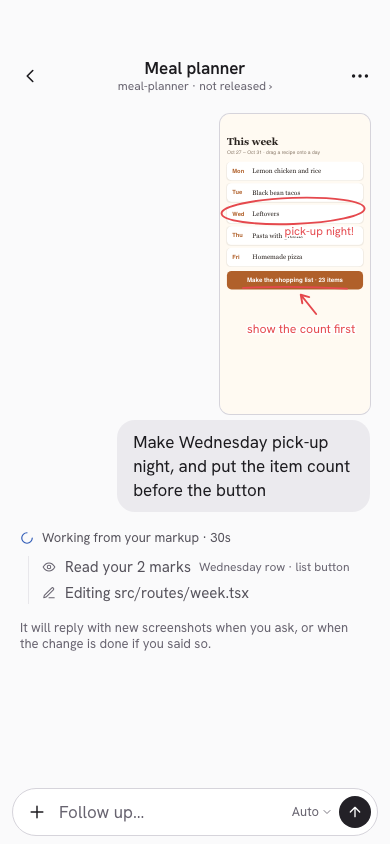 Meal planner
meal-planner · not released ›
This week
Oct 27 – Oct 31 · drag a recipe onto a day
Mon Lemon chicken and rice
Tue Black bean tacos
Wed Leftovers
pick-up night!
Thu Pasta with
Fri Homemade pizza
Make the shopping list · 23 items
show the count first
Make Wednesday pick-up
night, and put the item count
before the button
Working from your markup · 30s
Read your 2 marks Wednesday row · list button
Editing src/routes/week.tsx
It will reply with new screenshots when you ask, or when
the change is done if you said so.
Follow up...
Auto